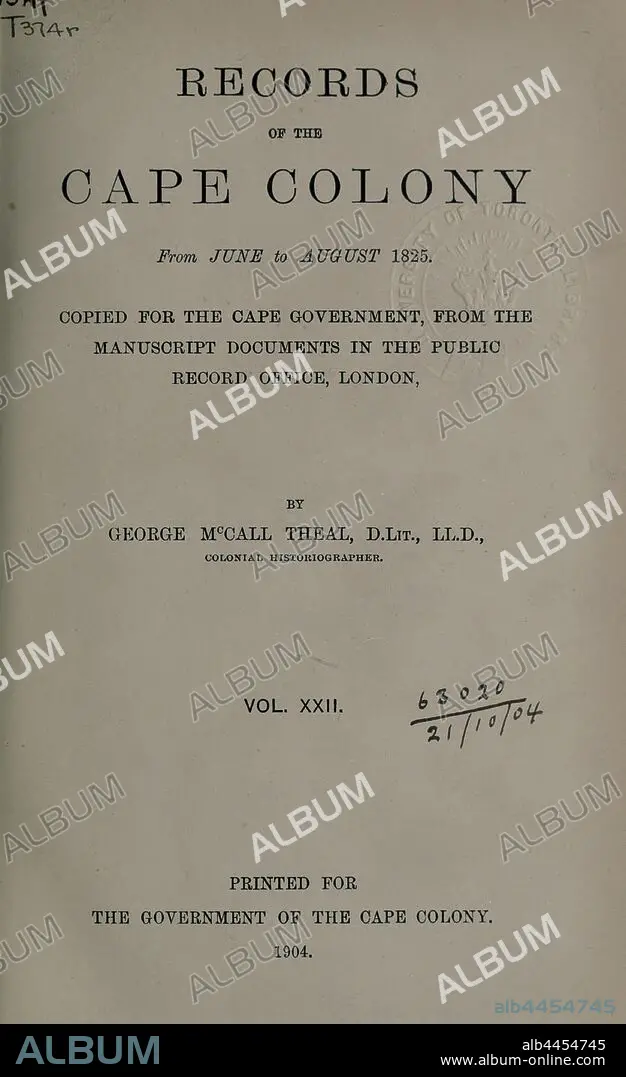 T374r
RECORDS
OF THE
CAPE COLONY
From JUNE to AUGUST 1825.
COPIED FOR THE CAPE GOVERNMENT, FROM THE
MANUSCRIPT DOCUMENTS IN THE PUBLIC
RECORD OFFICE, LONDON,
BY
GEORGE McCALL THEAL, D.LIT., LL.D.,
COLONIAL HISTORIOGRAPHER.
VOL. XXII.
63020
21/10/04
PRINTED FOR
THE GOVERNMENT OF THE CAPE COLONY.
1904.
alb4454745
ALBUM
alb4454745
www.album-online.com